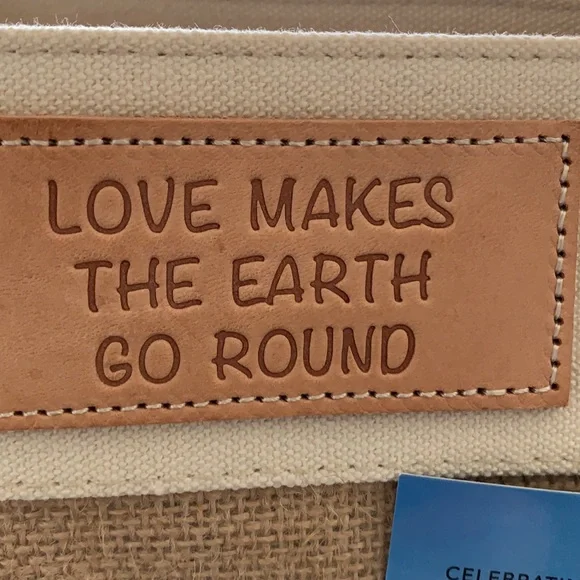 LOVE MAKES
THE EARTH
GO ROUND